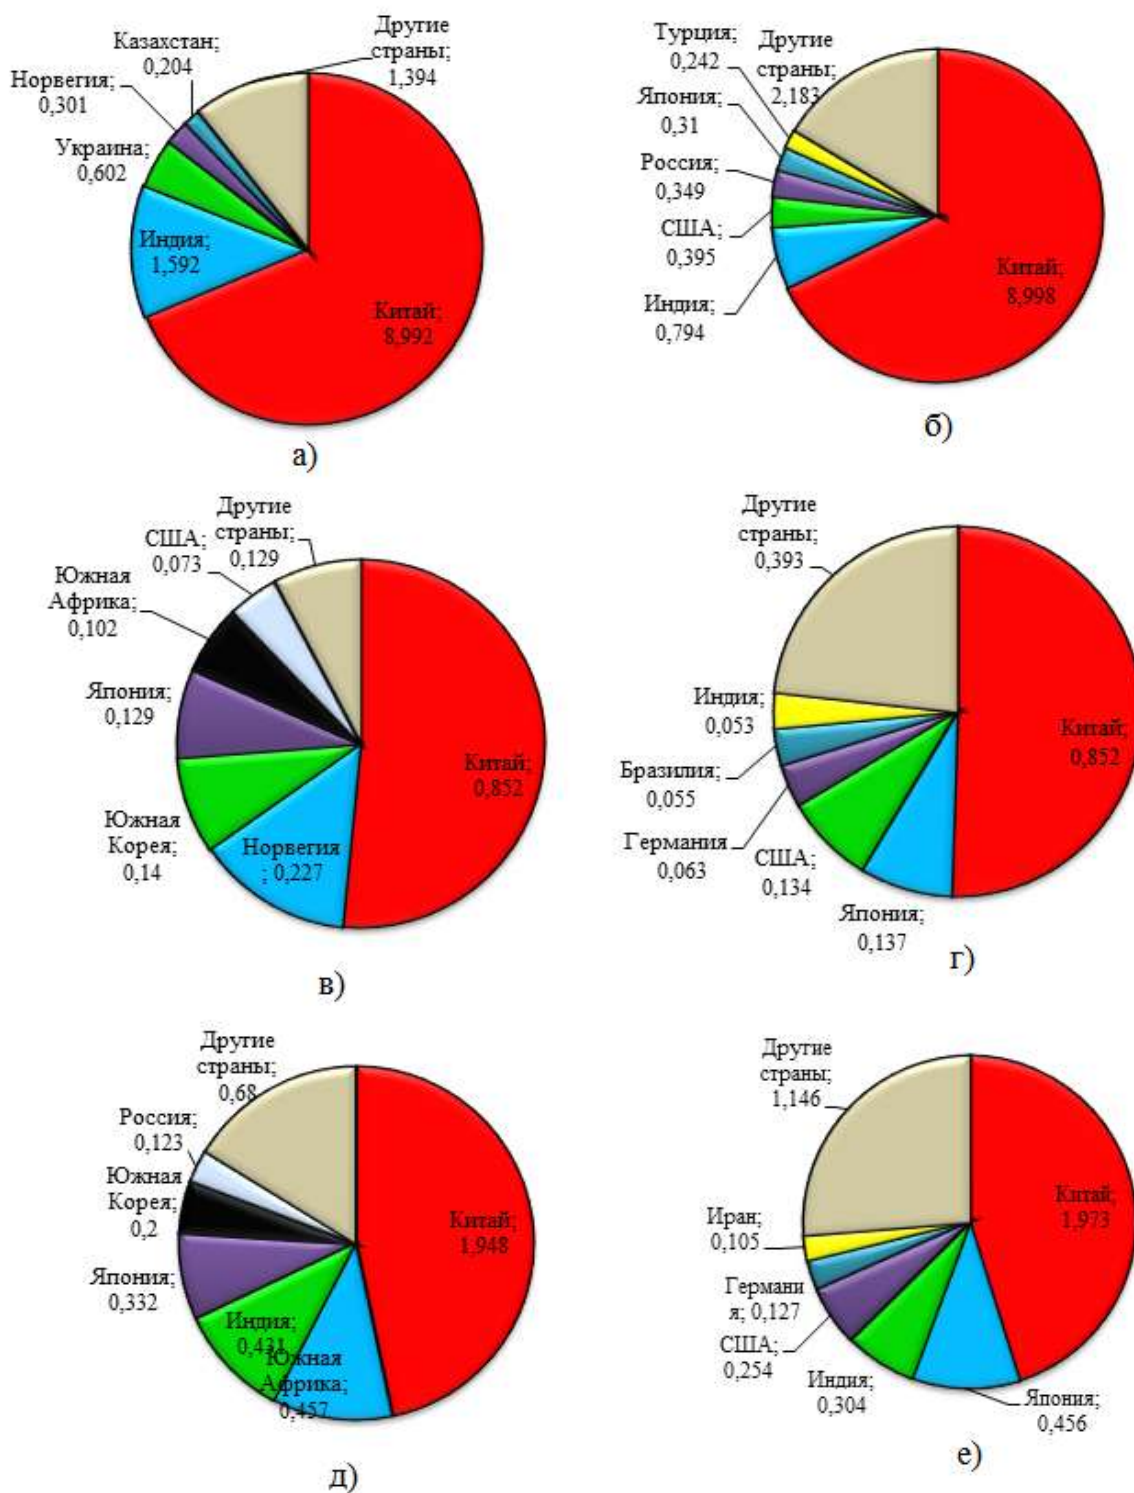 Казахстан;
0,204
Другие
страны;
1,394
Норвегия;
0,301
Украина;
0,602
Индия;
1,592
Китай;
8,992
а)
Турция;
0,242
Другие
страны;
2,183
Япония;
0,31
Россия;
0,349
США;
0,395
Индия;
0,794
Китай;
8,998
б)
Другие
страны;
0,129
США;
0,073
Южная
Африка;
0,102
Япония;
0,129
Южная
Корея;
0,14
Норвегия
; 0,227
Китай;
0,852
в)
Другие
страны;
0,393
Индия;
0,053
Бразилия;
0,055
Германия
0,063
США;
0,134
Япония;
0,137
Китай;
0,852
г)
Другие
страны;
0,68
Россия;
0,123
Южная
Корея;
0,2
Япония;
0,332
Индия;
0,431
Южная
Африка;
0,457
Китай;
1,948
д)
Другие
страны;
1,146
Иран;
0,105
Германи
я; 0,127
США;
0,254
Индия;
0,304
Япония;
0,456
Китай;
1,973
е)